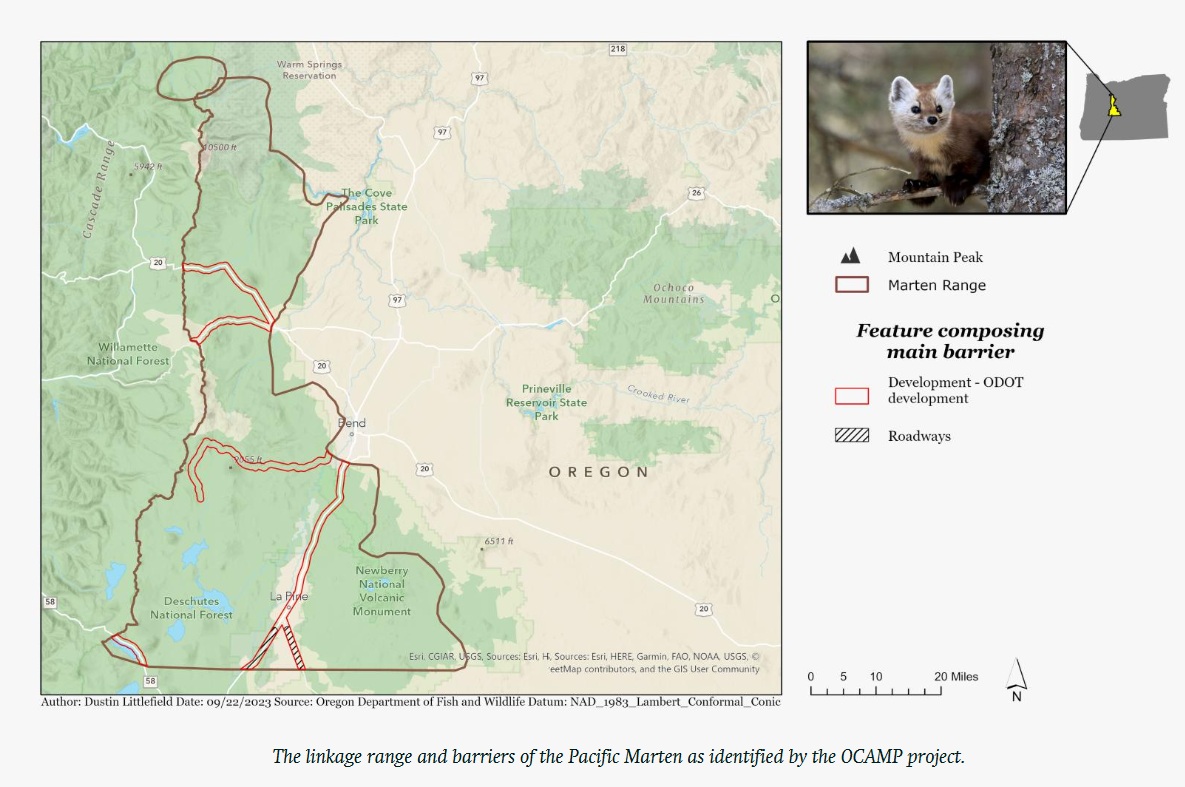 218
Warm Springs
Reservation
97
97
10500 ft
5942 ft
Cascade Range
The Cove
Palisades State
Park
26
20
97
Ochoco
Mountains
O
Willamette
National Forest
20
Prineville
Reservoir State
Park
Crooked River
Bend
20
OREGON
9055 ft
6511 ft
Newberry
National
Volcanic
Monument
La Pine
Deschutes
National Forest
58
20
58
Esri, CGIAR, USGS, Sources: Esri, H, Sources: Esri, HERE, Garmin, FAO, NOAA, USGS, ©
eetMap contributors, and the GIS User Community
Author: Dustin Littlefield Date: 09/22/2023 Source: Oregon Department of Fish and Wildlife Datum: NAD_1983_Lambert_Conformal_Conic
Mountain Peak
Marten Range
Feature composing
main barrier
Development - ODOT
development
Roadways
0 5 10 20 Miles
N
The linkage range and barriers of the Pacific Marten as identified by the OCAMP project.